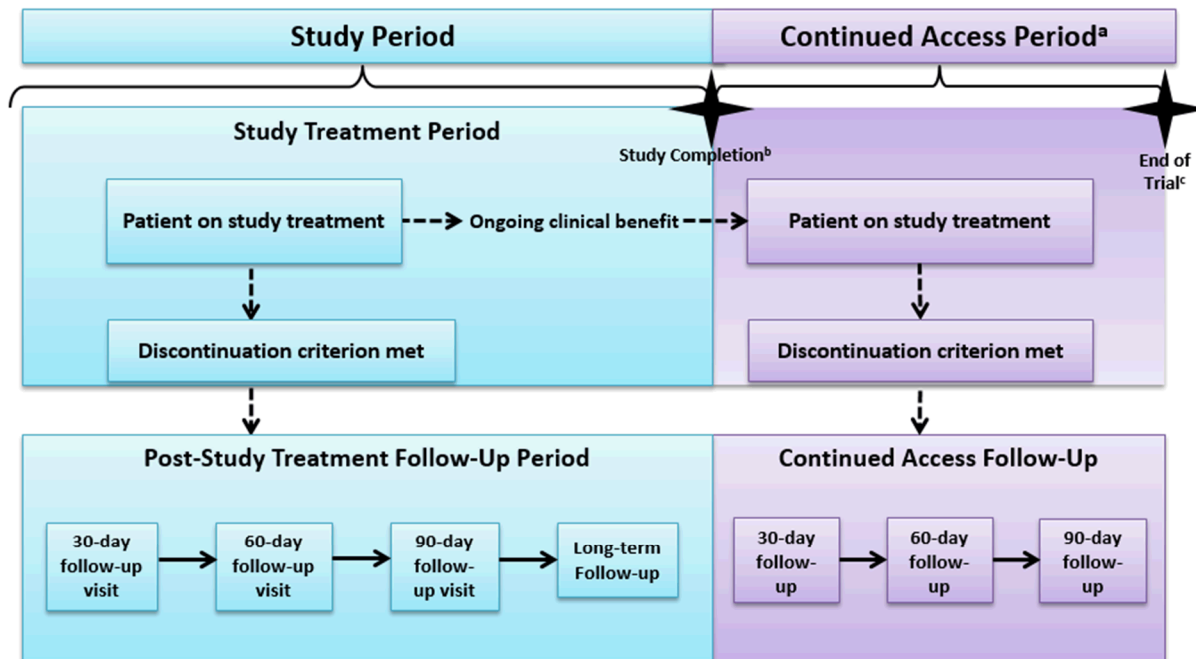 Study Period
Continued Access Periodᵃ
Study Treatment Period
Study Completionᵇ
End of
Trialᶜ
Patient on study treatment
Ongoing clinical benefit
Patient on study treatment
Discontinuation criterion met
Discontinuation criterion met
Post-Study Treatment Follow-Up Period
30-day
follow-up
visit
60-day
follow-up
visit
90-day
follow-
up visit
Long-term
Follow-up
Continued Access Follow-Up
30-day
follow-
up
60-day
follow-
up
90-day
follow-
up